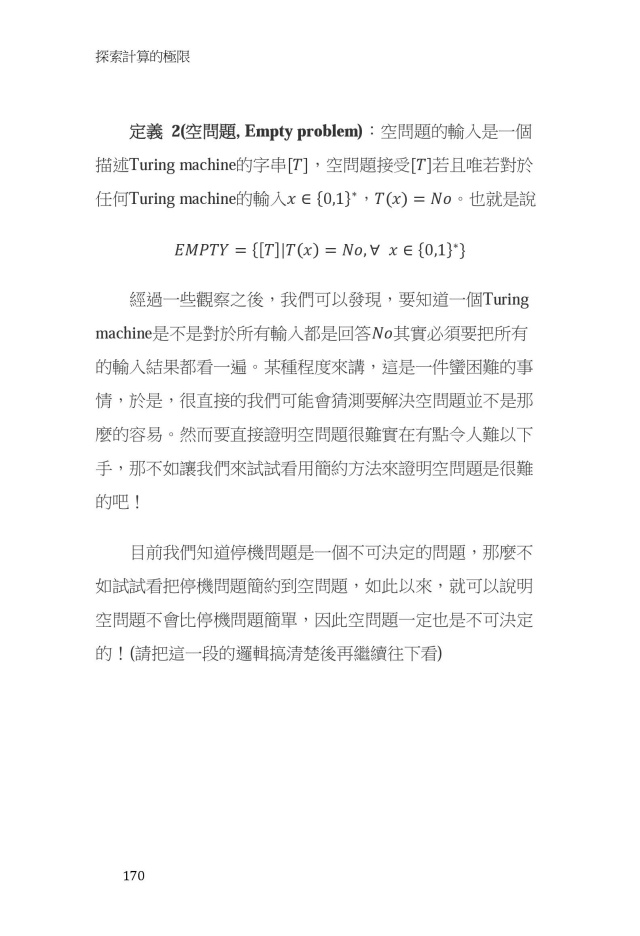 探索計算的極限
定義 2(空問題, Empty problem)：空問題的輸入是一個
描述Turing machine的字串[T]，空問題接受[T]若且唯若對於
任何Turing machine的輸入x ∈ {0,1}*，T(x) = No。也就是說
EMPTY = {[T]|T(x) = No, ∀ x ∈ {0,1}*}
經過一些觀察之後，我們可以發現，要知道一個Turing
machine是不是對於所有輸入都是回答No其實必須要把所有
的輸入結果都看一遍。某種程度來講，這是一件蠻困難的事
情，於是，很直接的我們可能會猜測要解決空問題並不是那
麼的容易。然而要直接證明空問題很難實在有點令人難以下
手，那不如讓我們來試試看用簡約方法來證明空問題是很難
的吧！
目前我們知道停機問題是一個不可決定的問題，那麼不
如試試看把停機問題簡約到空問題，如此以來，就可以說明
空問題不會比停機問題簡單，因此空問題一定也是不可決定
的！(請把這一段的邏輯搞清楚後再繼續往下看)
170